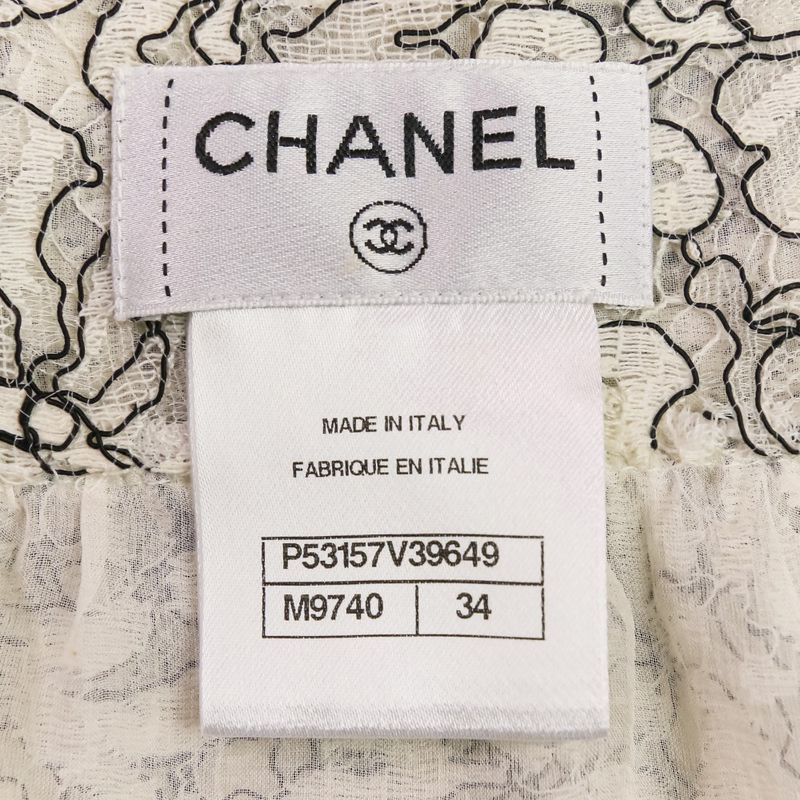 CHANEL
MADE IN ITALY
FABRIQUE EN ITALIE
P53157V39649
M9740 34